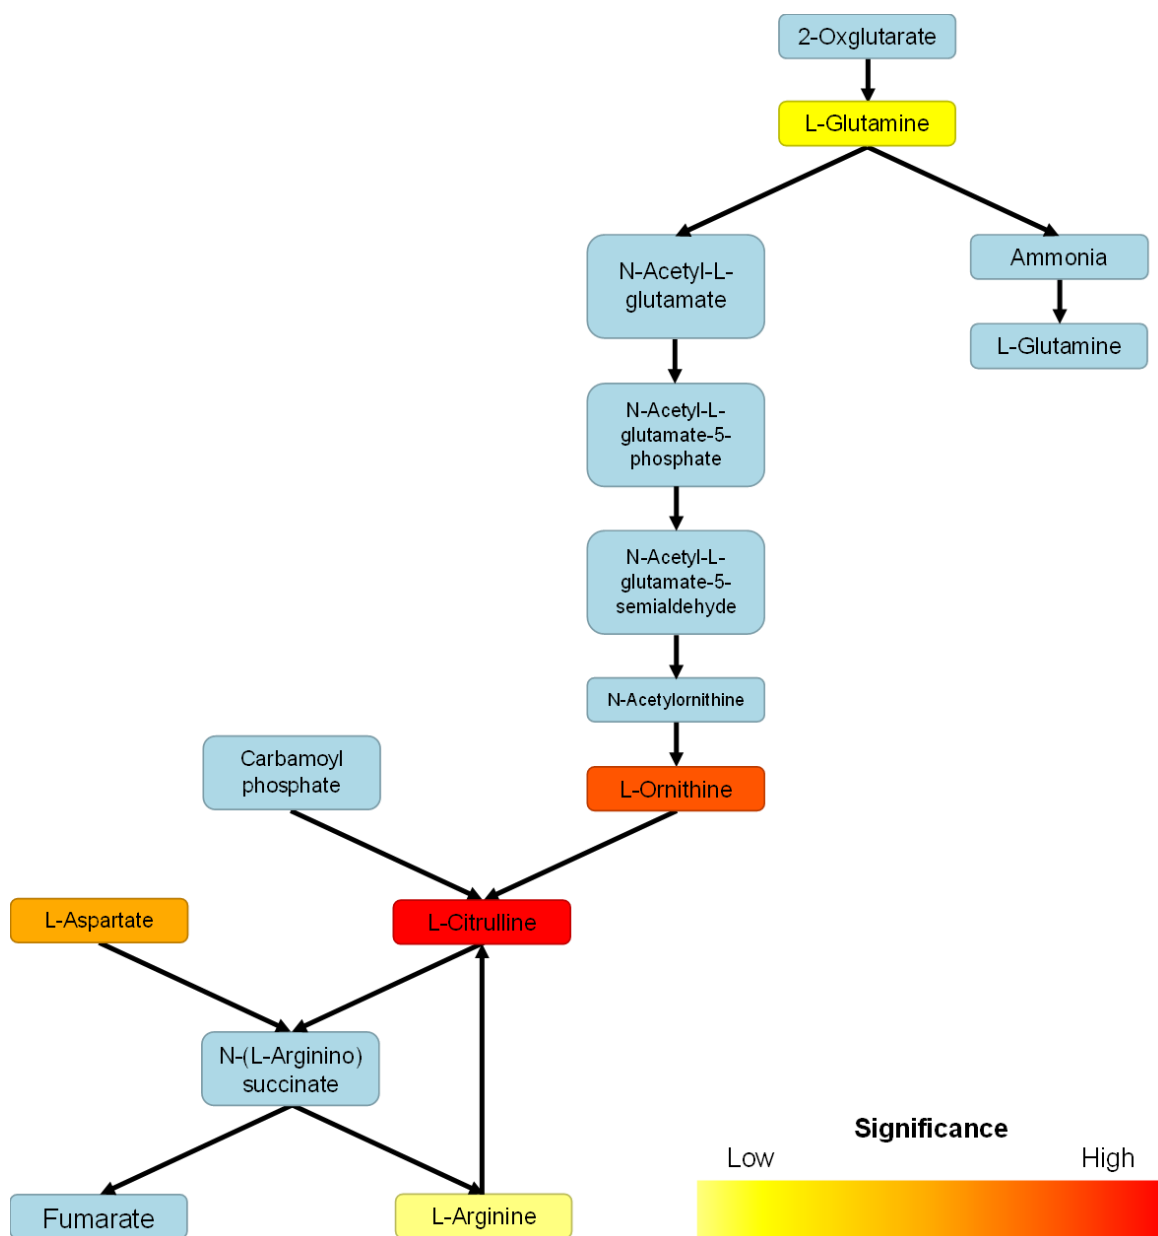 2-Oxglutarate
L-Glutamine
N-Acetyl-L-
glutamate
Ammonia
L-Glutamine
N-Acetyl-L-
glutamate-5-
phosphate
N-Acetyl-L-
glutamate-5-
semialdehyde
N-Acetylornithine
Carbamoyl
phosphate
L-Ornithine
L-Aspartate
L-Citrulline
N-(L-Arginino)
succinate
Fumarate
L-Arginine
Significance
Low
High